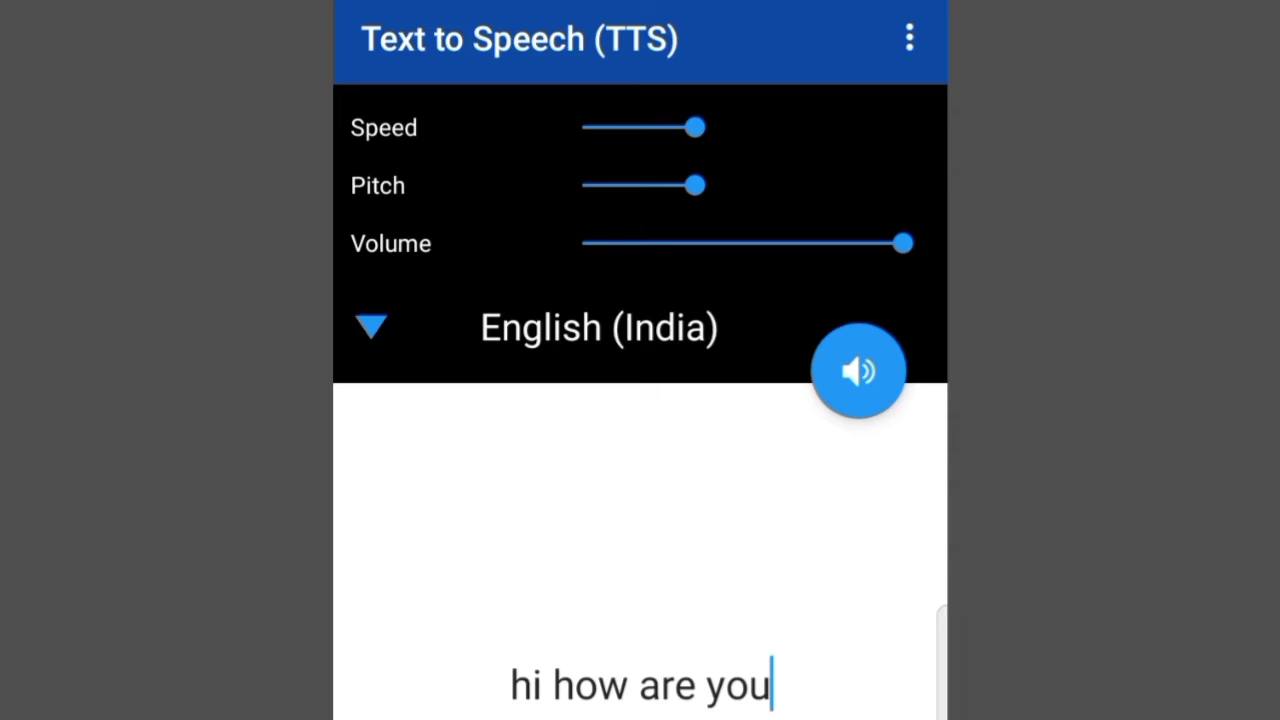 Text to Speech (TTS)
Speed
Pitch
Volume
English (India)
hi how are you